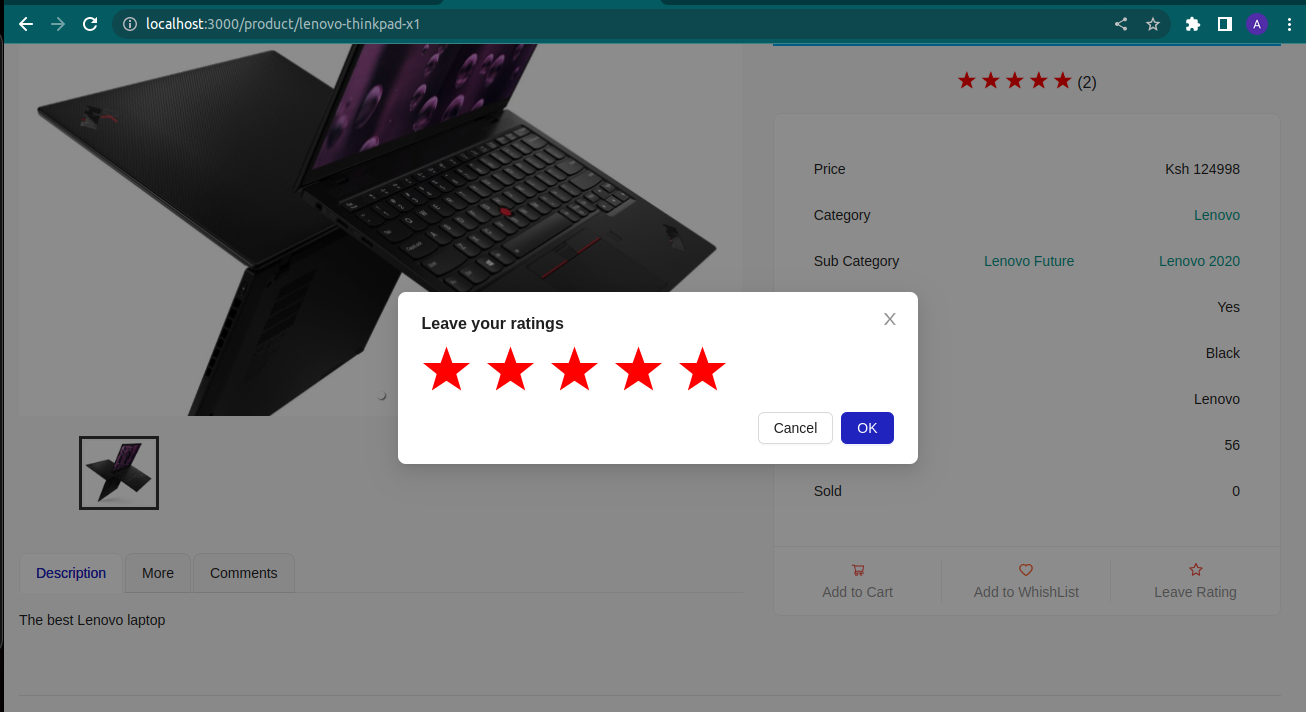 localhost:3000/product/lenovo-thinkpad-x1
A
(2)
Price Ksh 124998
Category Lenovo
Sub Category Lenovo Future Lenovo 2020
Yes
Black
Lenovo
56
Sold 0
Add to Cart Add to WhishList Leave Rating
Leave your ratings
Cancel OK
Description More Comments
The best Lenovo laptop